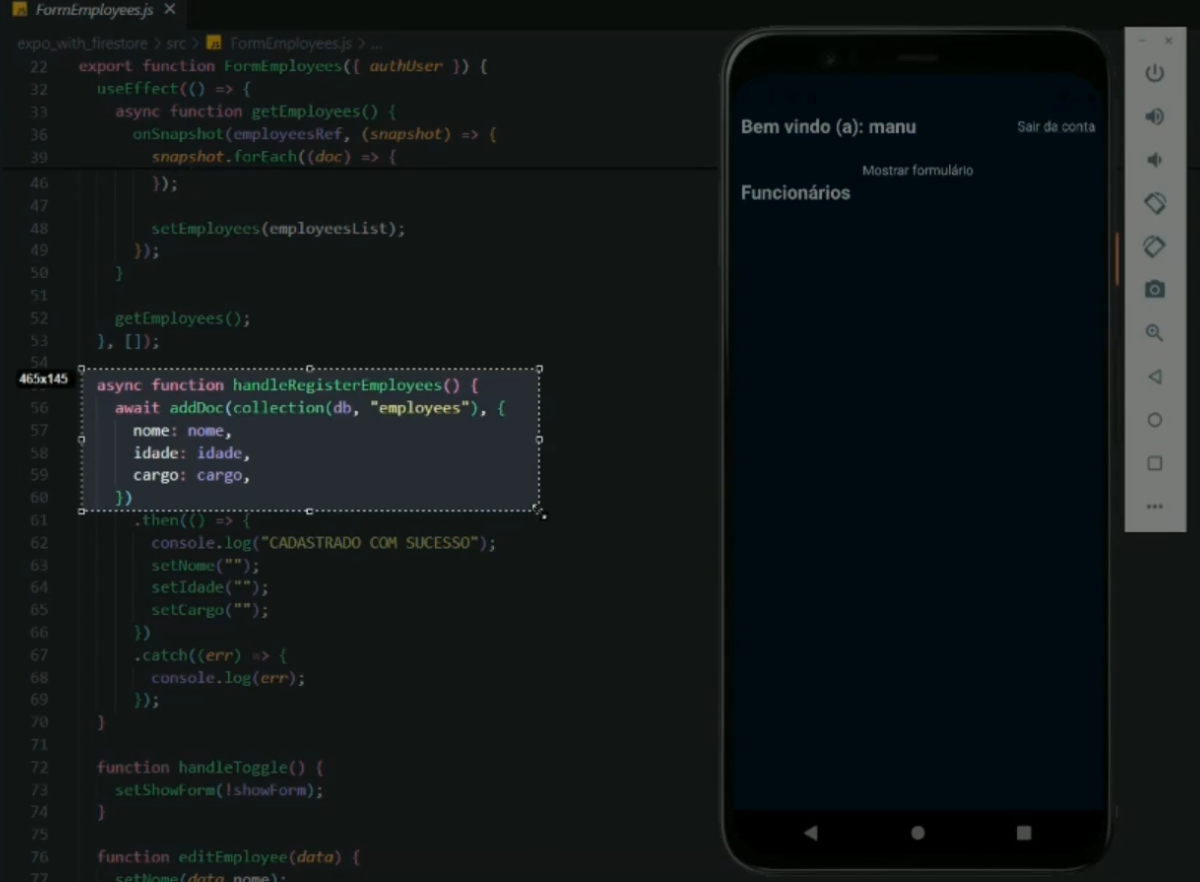 FormEmployees.js ×
expo_with_firestore > src > FormEmployees.js > ...
22 export function FormEmployees({ authUser }) {
32 useEffect(() => {
33 async function getEmployees() {
36 onSnapshot(employeesRef, (snapshot) => {
39 snapshot.forEach((doc) => {
46 });
47
48 setEmployees(employeesList);
49 });
50 }
51
52 getEmployees();
53 }, []);
54
465x145 async function handleRegisterEmployees() {
56 await addDoc(collection(db, "employees"), {
57 nome: nome,
58 idade: idade,
59 cargo: cargo,
60 })
61 .then(() => {
62 console.log("CADASTRADO COM SUCESSO");
63 setNome("");
64 setIdade("");
65 setCargo("");
66 })
67 .catch((err) => {
68 console.log(err);
69 });
70 }
71
72 function handleToggle() {
73 setShowForm(!showForm);
74 }
75
76 function editEmployee(data) {
77 setNome(data.nome);
Bem vindo (a): manu
Sair da conta
Mostrar formulário
Funcionários